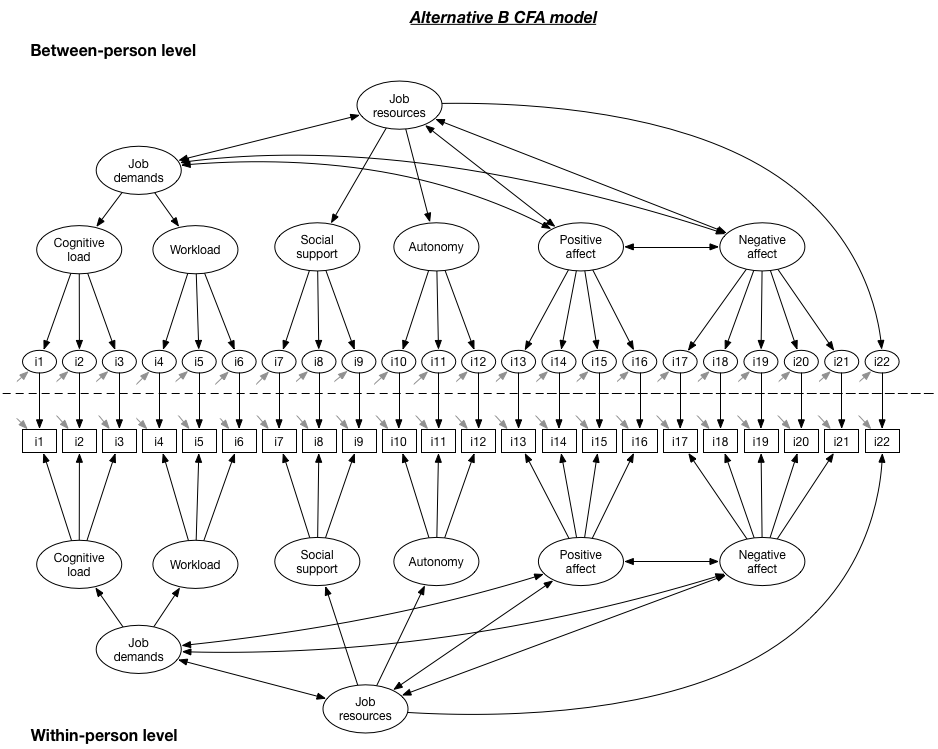 Alternative B CFA model
Between-person level
Job
resources
Job
demands
Cognitive
load
Workload
Social
support
Autonomy
Positive
affect
Negative
affect
i1 i2 i3 i4 i5 i6 i7 i8 i9 i10 i11 i12 i13 i14 i15 i16 i17 i18 i19 i20 i21 i22
i1 i2 i3 i4 i5 i6 i7 i8 i9 i10 i11 i12 i13 i14 i15 i16 i17 i18 i19 i20 i21 i22
Cognitive
load
Workload
Social
support
Autonomy
Positive
affect
Negative
affect
Job
demands
Job
resources
Within-person level